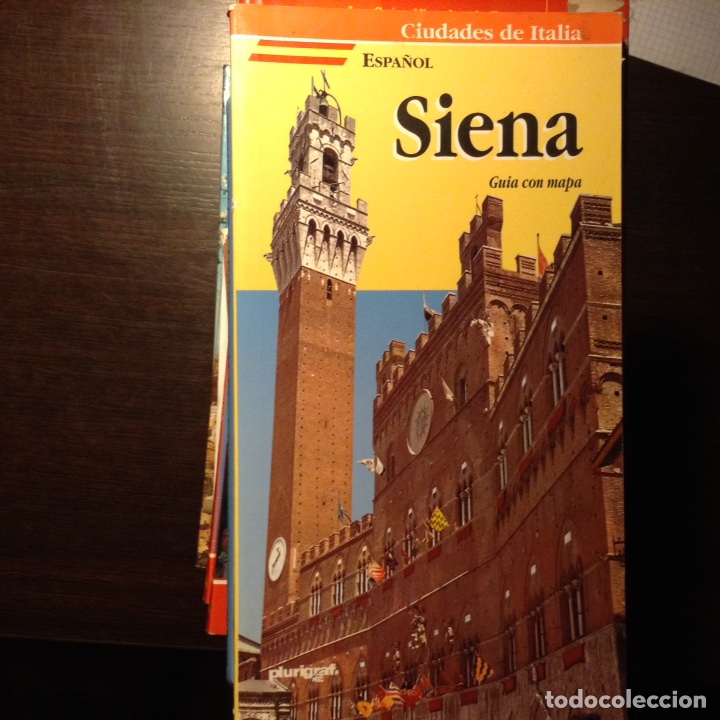 Ciudades de Italia
ESPAÑOL
Siena
Guia con mapa
plurigraf
todocoleccion